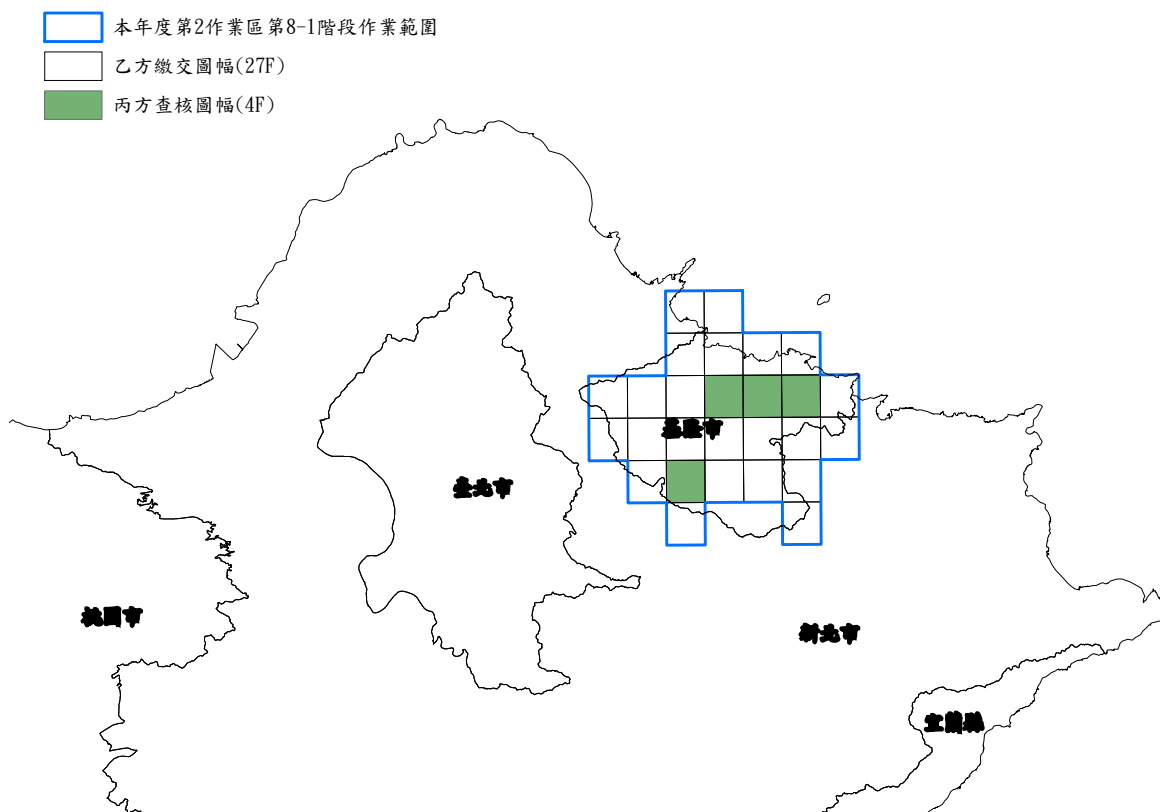 本年度第2作業區第8-1階段作業範圍
乙方繳交圖幅(27F)
丙方查核圖幅(4F)
基隆市
臺北市
桃園市
新北市
宜蘭縣